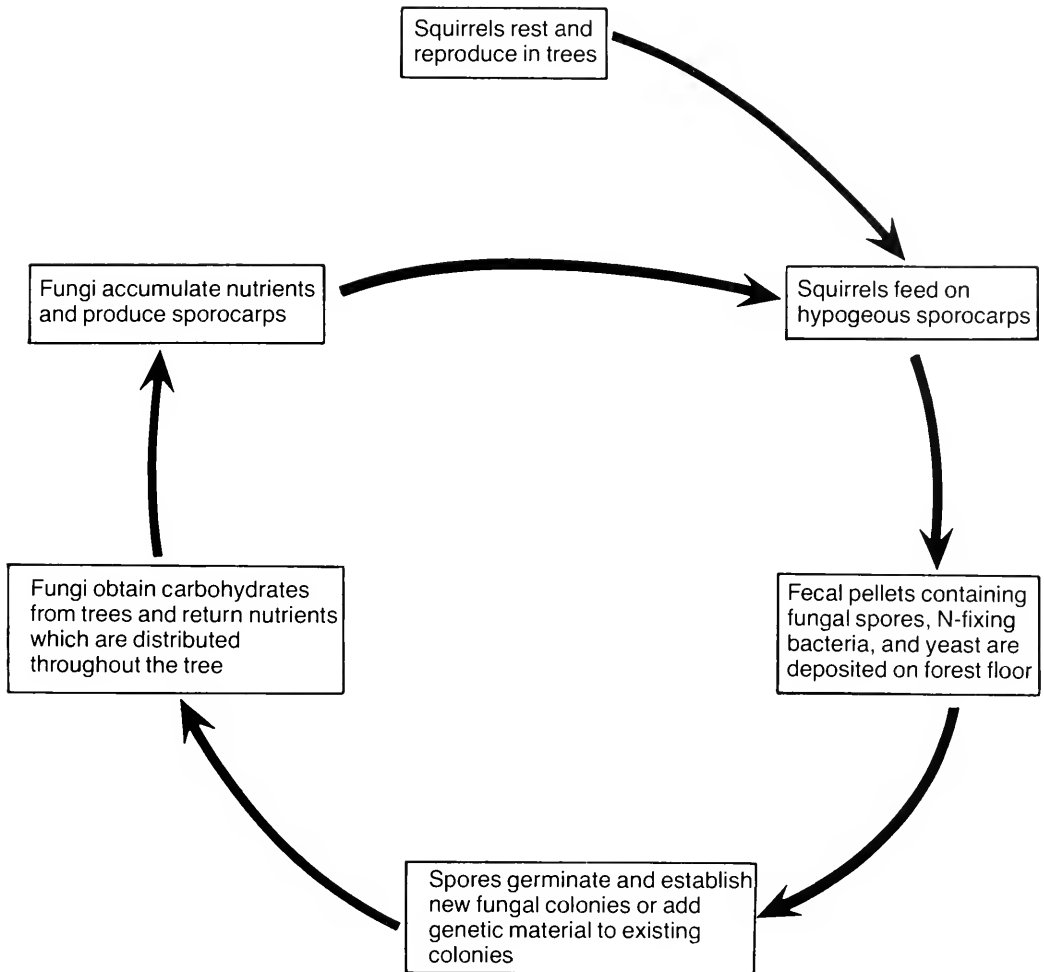 Squirrels rest and
reproduce in trees
Fungi accumulate nutrients
and produce sporocarps
Squirrels feed on
hypogeous sporocarps
Fungi obtain carbohydrates
from trees and return nutrients
which are distributed
throughout the tree
Fecal pellets containing
fungal spores, N-fixing
bacteria, and yeast are
deposited on forest floor
Spores germinate and establish
new fungal colonies or add
genetic material to existing
colonies